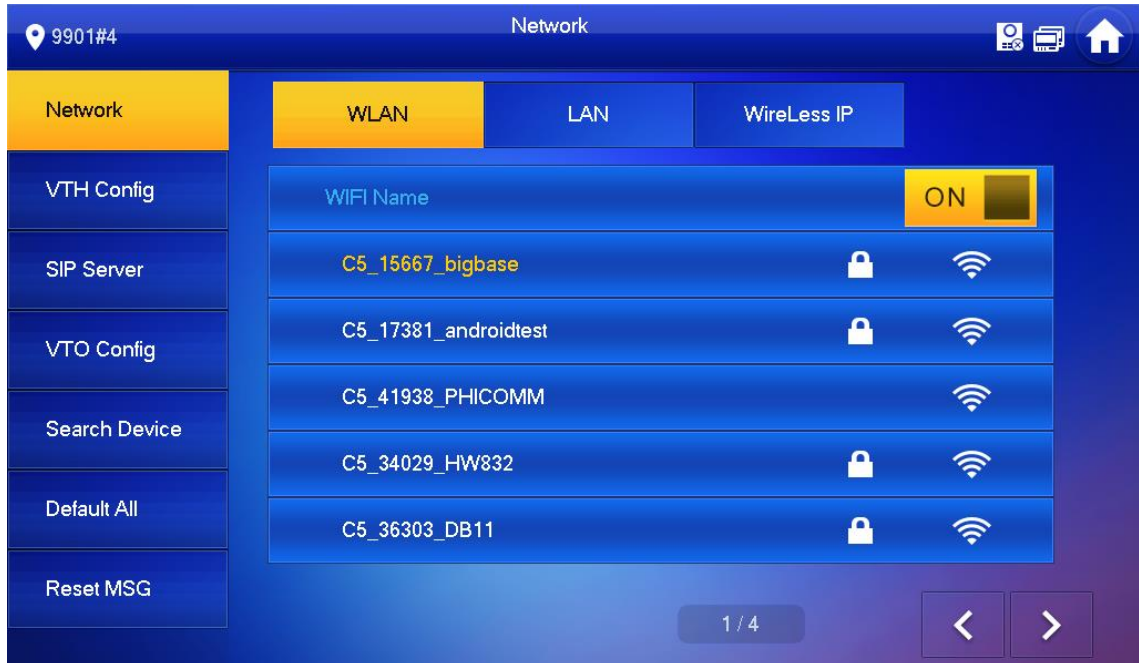 9901#4
Network
Network
VTH Config
SIP Server
VTO Config
Search Device
Default All
Reset MSG
WLAN
LAN
WireLess IP
WIFI Name
ON
C5_15667_bigbase
C5_17381_androidtest
C5_41938_PHICOMM
C5_34029_HW832
C5_36303_DB11
1 / 4